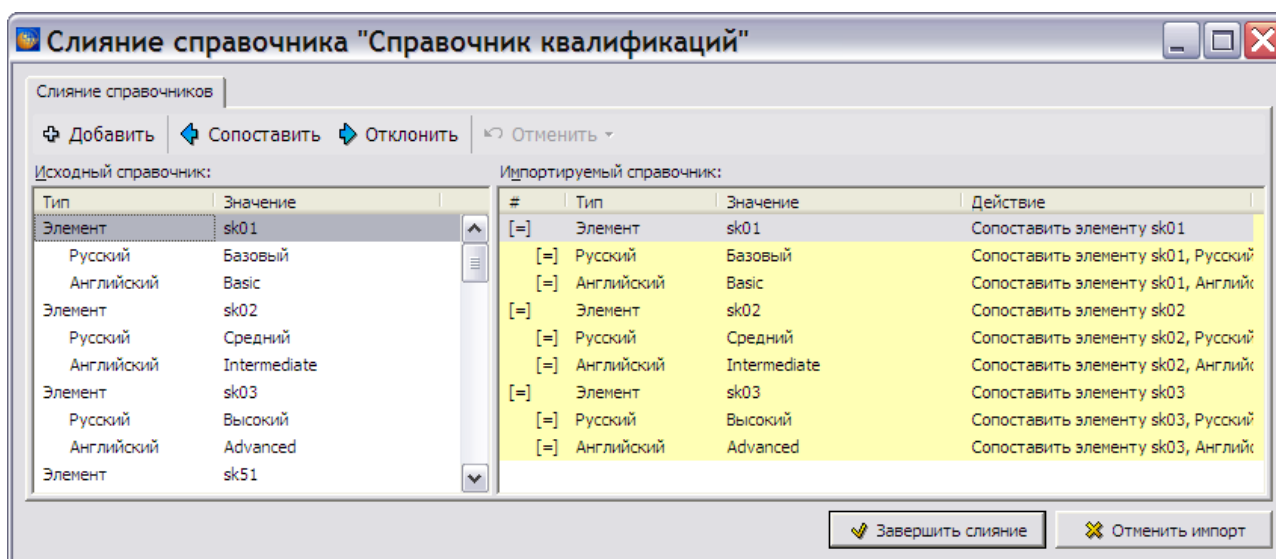 Слияние справочника "Справочник квалификаций"
Слияние справочников
Добавить Сопоставить Отклонить Отменить
Исходный справочник: Импортируемый справочник:
Тип Значение # Тип Значение Действие
Элемент sk01 [=] Элемент sk01 Сопоставить элементу sk01
Русский Базовый [=] Русский Базовый Сопоставить элементу sk01, Русский
Английский Basic [=] Английский Basic Сопоставить элементу sk01, Англий
Элемент sk02 [=] Элемент sk02 Сопоставить элементу sk02
Русский Средний [=] Русский Средний Сопоставить элементу sk02, Русский
Английский Intermediate [=] Английский Intermediate Сопоставить элементу sk02, Англий
Элемент sk03 [=] Элемент sk03 Сопоставить элементу sk03
Русский Высокий [=] Русский Высокий Сопоставить элементу sk03, Русский
Английский Advanced [=] Английский Advanced Сопоставить элементу sk03, Англий
Элемент sk51
Завершить слияние Отменить импорт